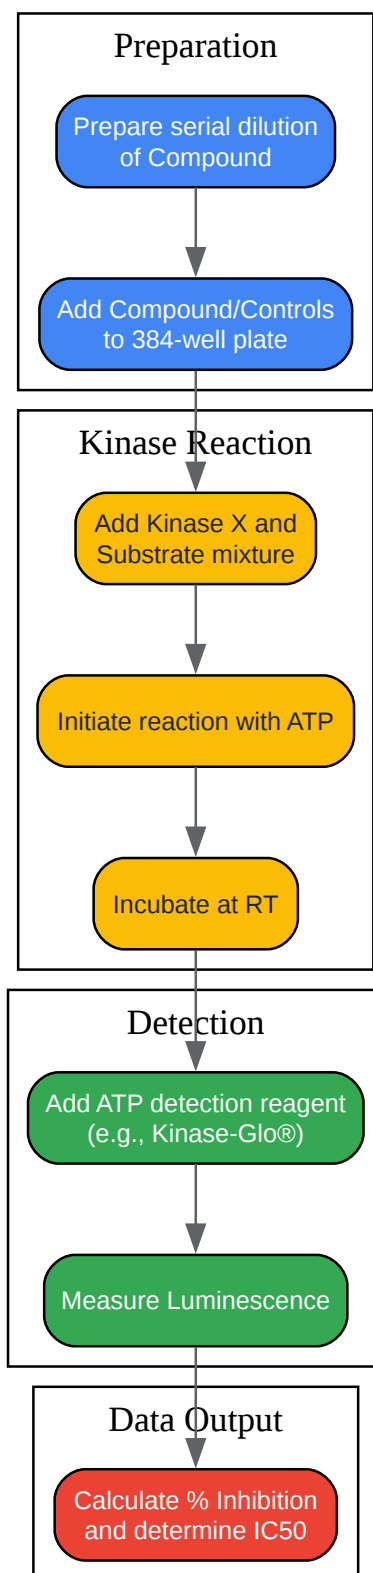 Preparation
Prepare serial dilution
of Compound
Add Compound/Controls
to 384-well plate
Kinase Reaction
Add Kinase X and
Substrate mixture
Initiate reaction with ATP
Incubate at RT
Detection
Add ATP detection reagent
(e.g., Kinase-Glo®)
Measure Luminescence
Data Output
Calculate % Inhibition
and determine IC50